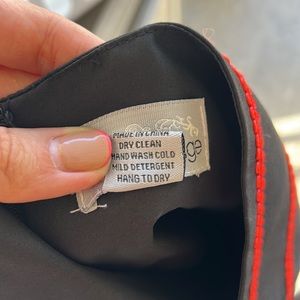 MADE IN CHINA
DRY CLEAN
HAND WASH COLD
MILD DETERGENT
HANG TO DRY